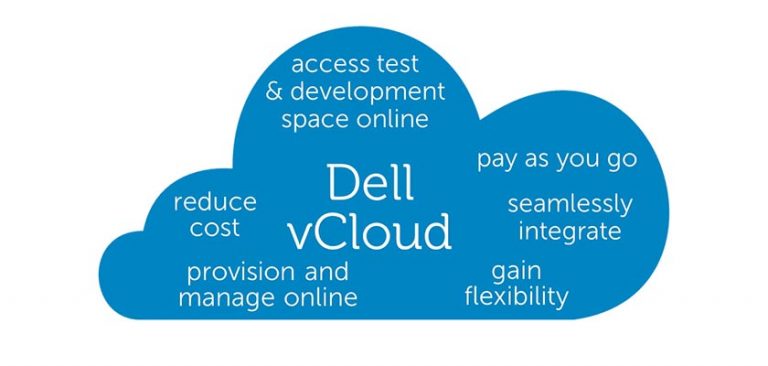 access test
& development
space online
pay as you go
Dell
vCloud
reduce
cost
seamlessly
integrate
provision and
manage online
gain
flexibility